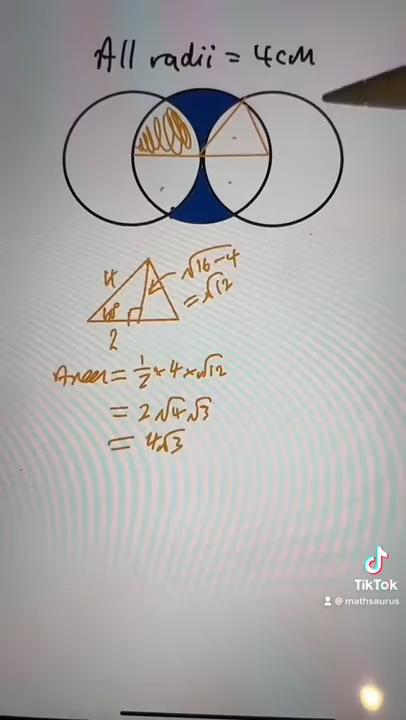 All radii = 4cm
4
√16-4
= √12
60°
2
Area = 1/2 × 4 × √12
= 2√4√3
= 4√3
TikTok
@mathsaurus